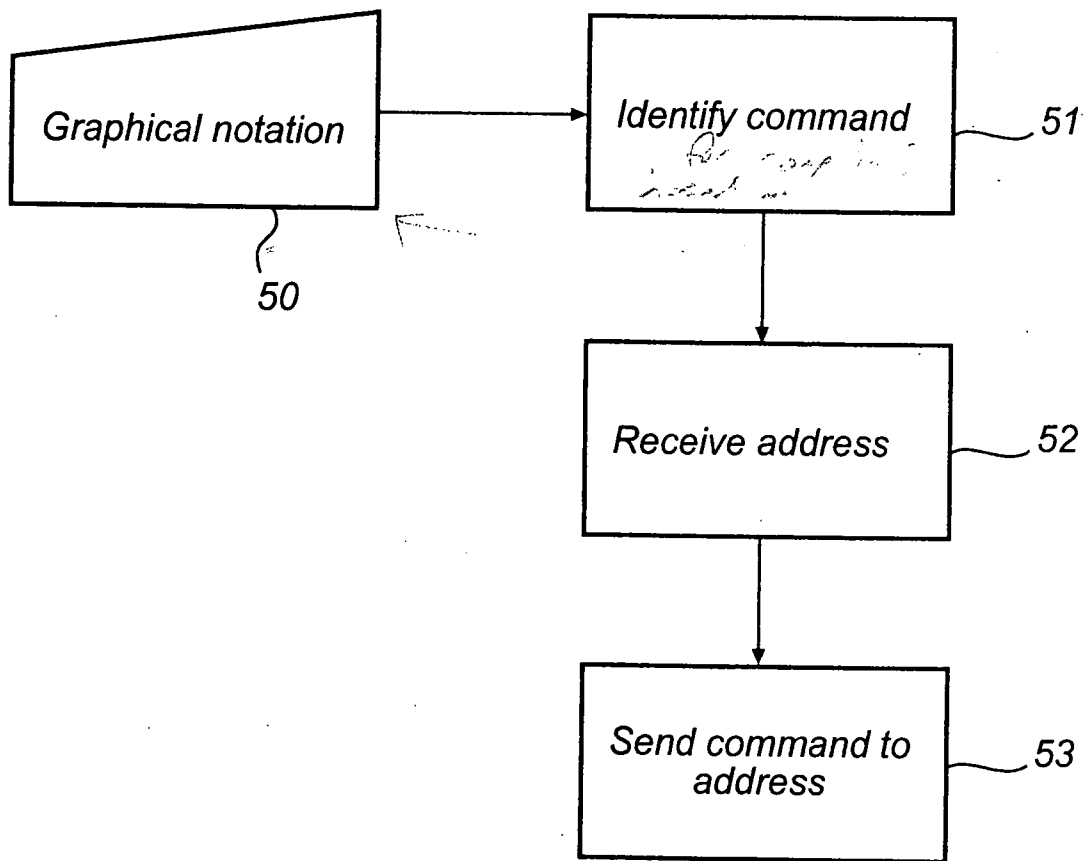 Graphical notation
50
Identify command
51
Receive address
52
Send command to
address
53